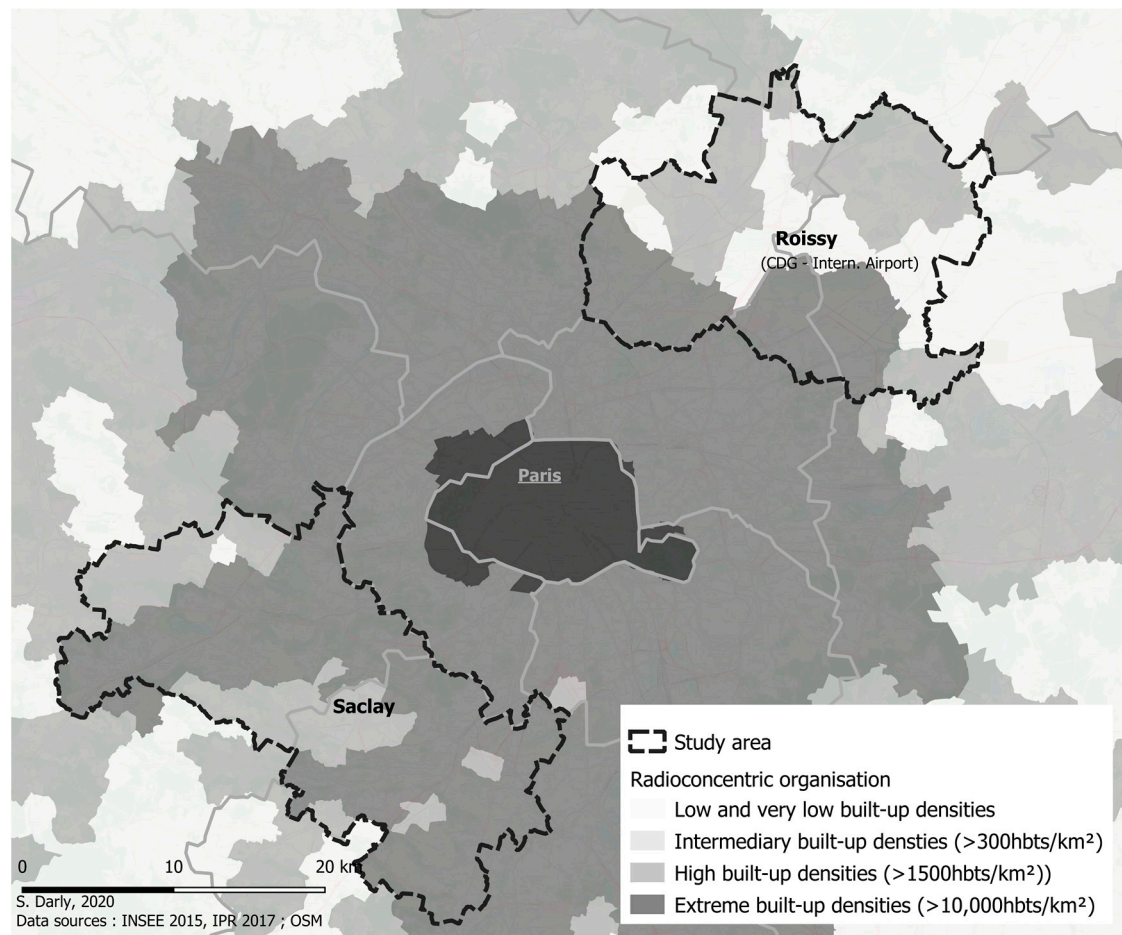 Roissy
(CDG - Intern. Airport)
Paris
Saclay
Study area
Radioconcentric organisation
Low and very low built-up densities
Intermediary built-up densties (>300hbts/km²)
High built-up densities (>1500hbts/km²))
Extreme built-up densities (>10,000hbts/km²)
0 10 20 km
S. Darly, 2020
Data sources : INSEE 2015, IPR 2017 ; OSM